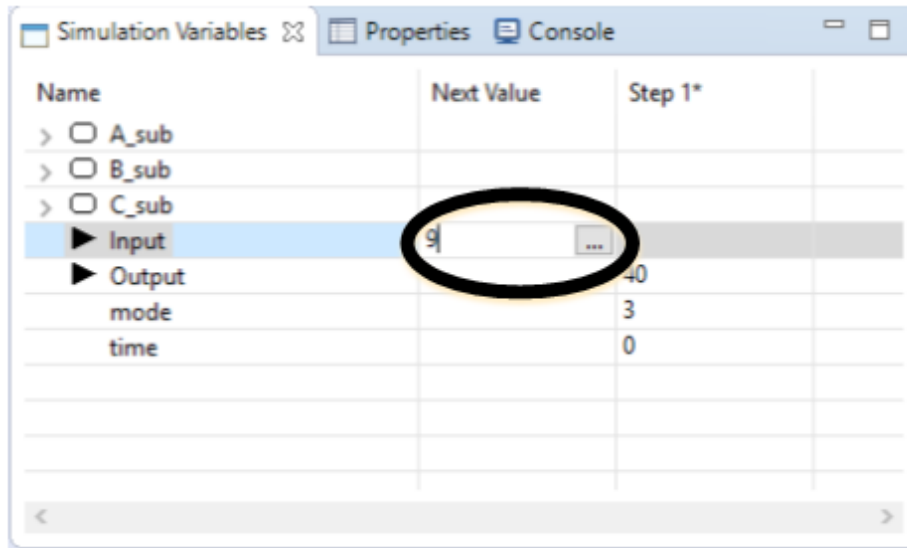 Simulation Variables Properties Console
Name Next Value Step 1*
A_sub
B_sub
C_sub
Input 9 ...
Output 40
mode 3
time 0